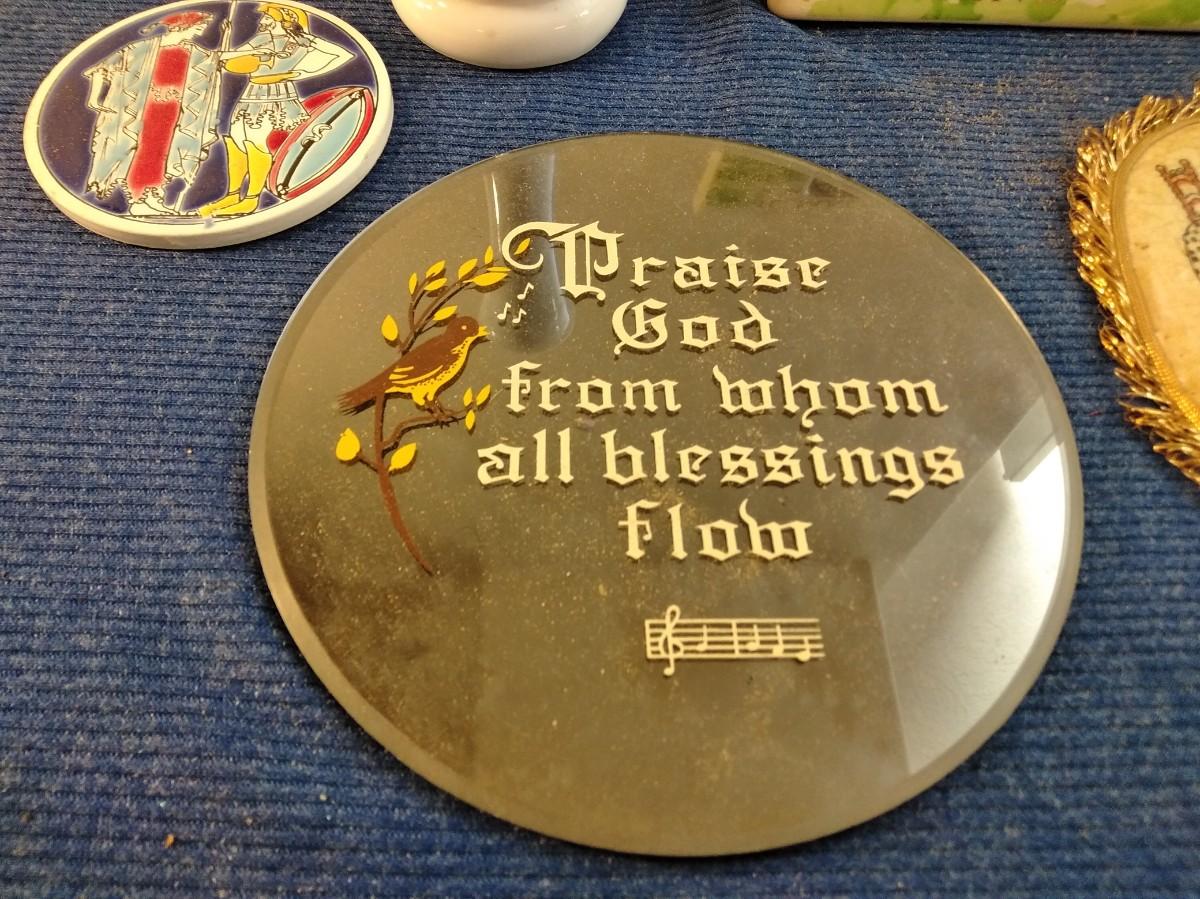 Praise
God
from whom
all blessings
flow